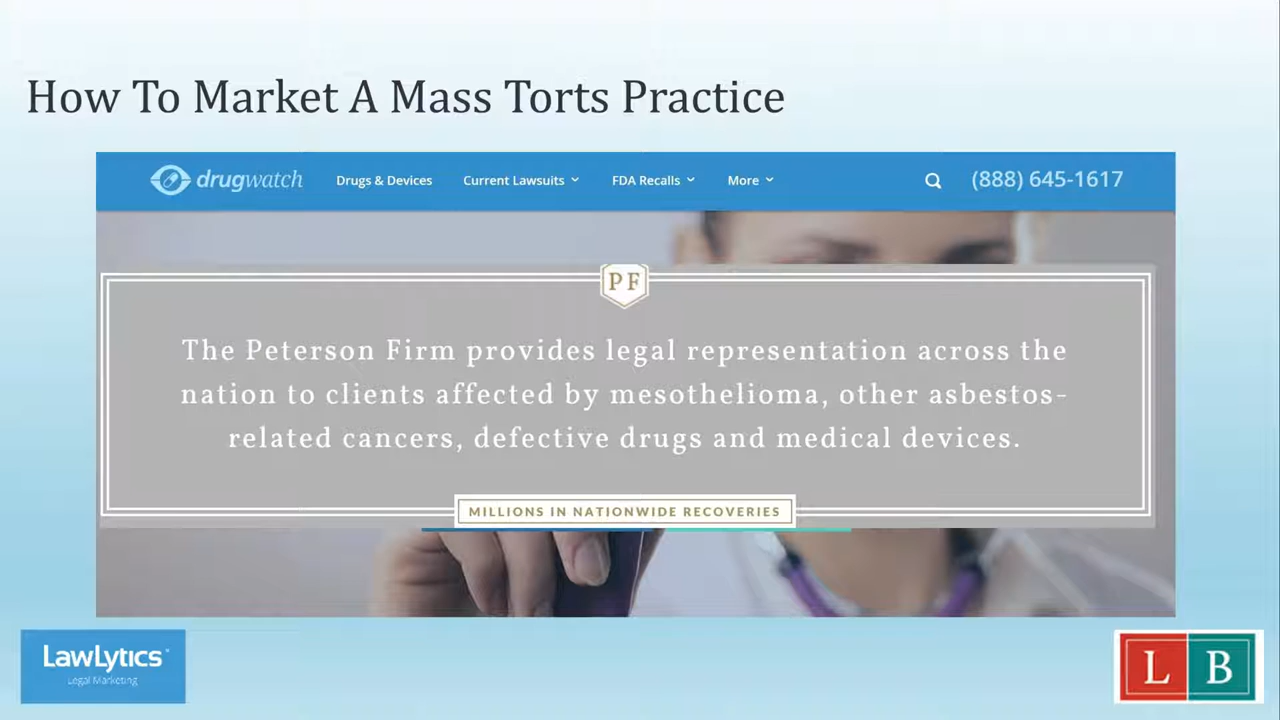 How To Market A Mass Torts Practice
drugwatch Drugs & Devices Current Lawsuits FDA Recalls More (888) 645-1617
PF
The Peterson Firm provides legal representation across the
nation to clients affected by mesothelioma, other asbestos-
related cancers, defective drugs and medical devices.
MILLIONS IN NATIONWIDE RECOVERIES
LAWLYTICS
Legal Marketing
L B